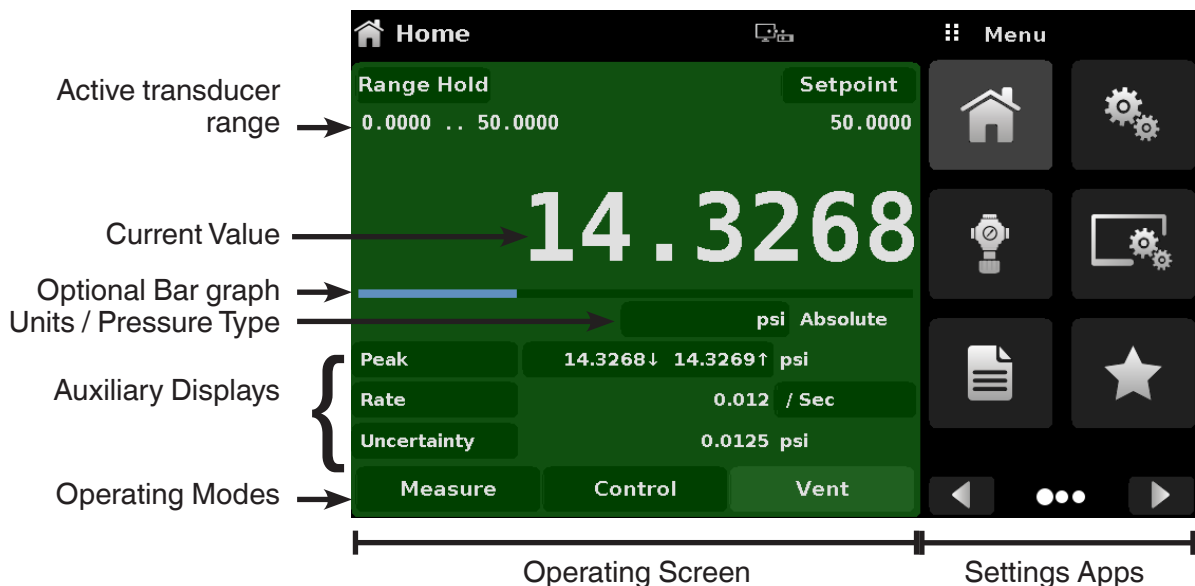 Home
Menu
Active transducer
range
Range Hold
Setpoint
0.0000 .. 50.0000
50.0000
Current Value
14.3268
Optional Bar graph
Units / Pressure Type
psi Absolute
Auxiliary Displays
Peak 14.3268↓ 14.3269↑ psi
Rate 0.012 / Sec
Uncertainty 0.0125 psi
Operating Modes
Measure Control Vent
Operating Screen
Settings Apps